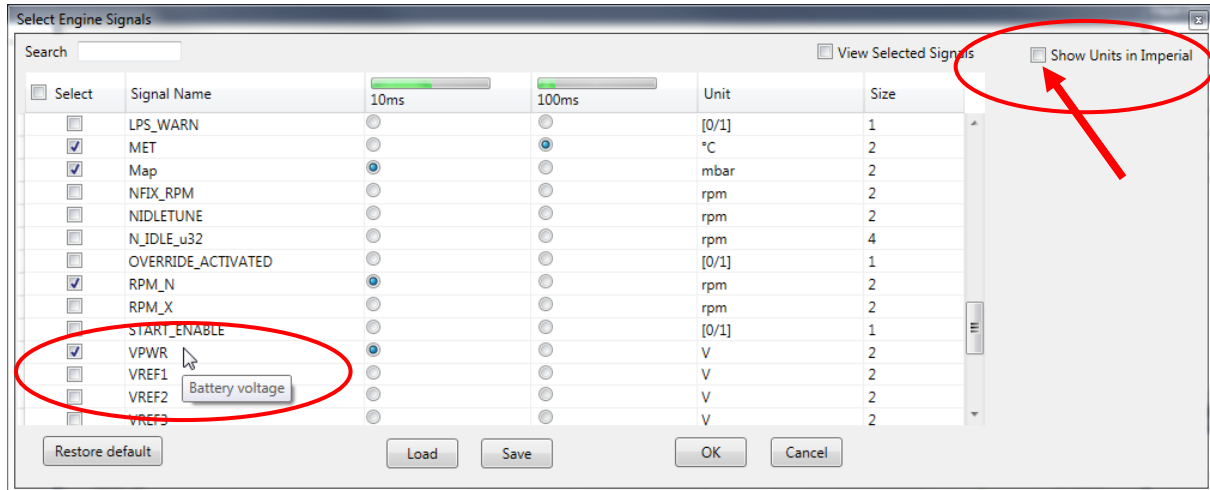 Select Engine Signals
Search View Selected Signals Show Units in Imperial
Select Signal Name 10ms 100ms Unit Size
LPS_WARN [0/1] 1
MET °C 2
Map mbar 2
NFIX_RPM rpm 2
NIDLETUNE rpm 2
N_IDLE_u32 rpm 4
OVERRIDE_ACTIVATED [0/1] 1
RPM_N rpm 2
RPM_X rpm 2
START_ENABLE [0/1] 1
VPWR V 2
VREF1 V 2
Battery voltage
VREF2 V 2
VREF3 V 2
Restore default Load Save OK Cancel